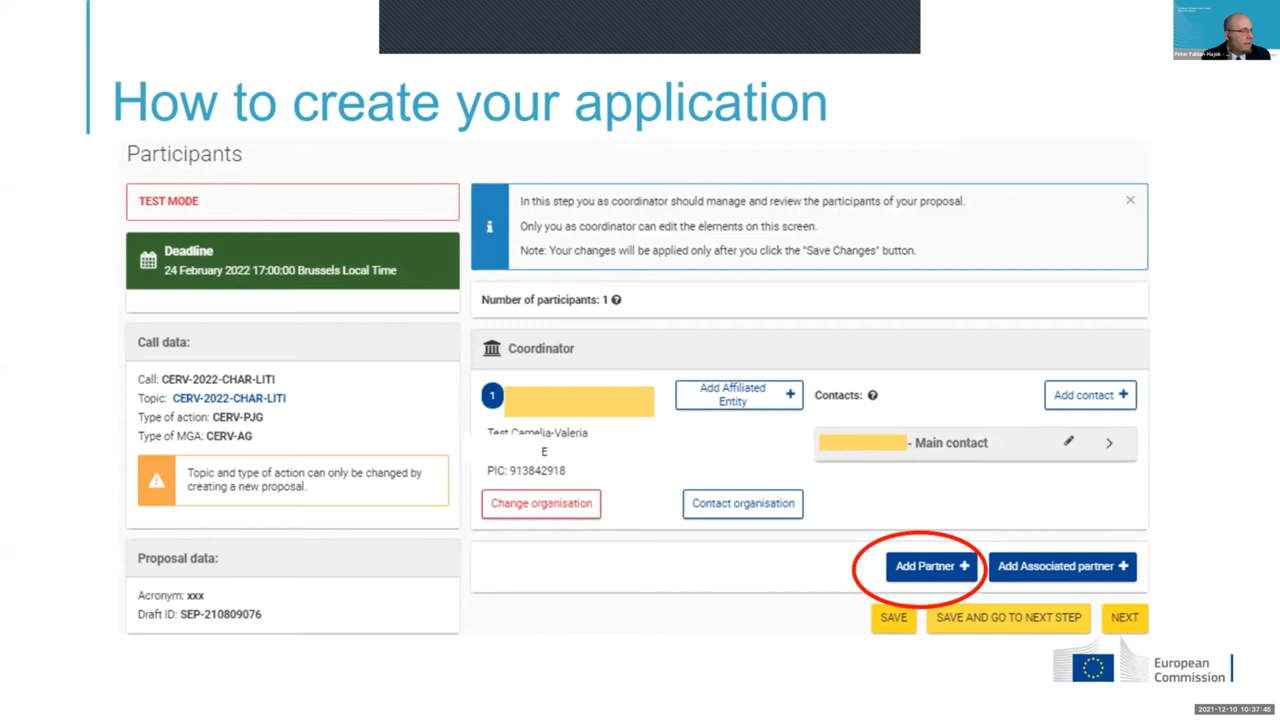 How to create your application
Participants
TEST MODE
Deadline
24 February 2022 17:00:00 Brussels Local Time
Call data:
Call: CERV-2022-CHAR-LITI
Topic: CERV-2022-CHAR-LITI
Type of action: CERV-PJG
Type of MGA: CERV-AG
Topic and type of action can only be changed by
creating a new proposal.
Proposal data:
Acronym: xxx
Draft ID: SEP-210809076
In this step you as coordinator should manage and review the participants of your proposal.
Only you as coordinator can edit the elements on this screen.
Note: Your changes will be applied only after you click the "Save Changes" button.
Number of participants: 1
Coordinator
1
Add Affiliated
Entity
Contacts:
Add contact
Test Camelia-Valeria
E
PIC: 913842918
- Main contact
Change organisation
Contact organisation
Add Partner
Add Associated partner
SAVE
SAVE AND GO TO NEXT STEP
NEXT
European
Commission
Peter Fabian-Hajek -
2021-12-10 10:37:45